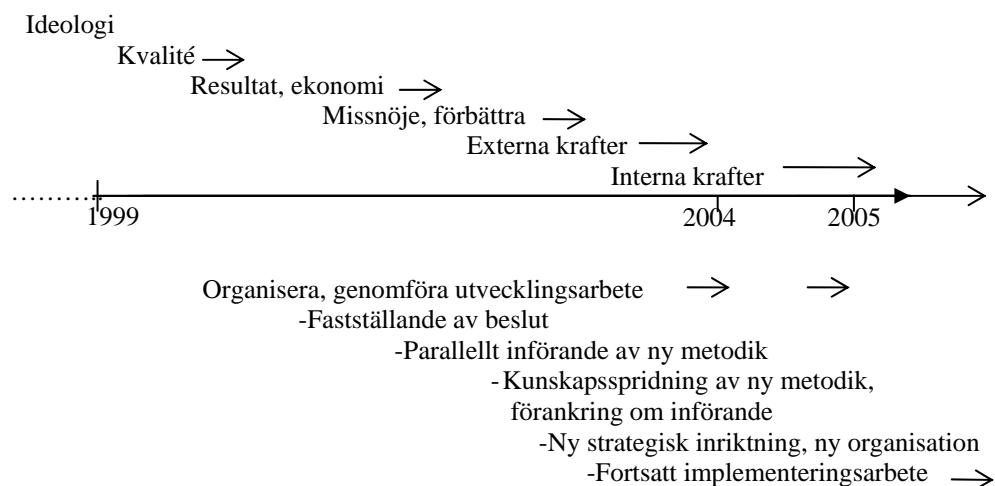 Ideologi
Kvalité
Resultat, ekonomi
Missnöje, förbättra
Externa krafter
Interna krafter
1999 2004 2005
Organisera, genomföra utvecklingsarbete
-Fastställande av beslut
-Parallellt införande av ny metodik
-Kunskapsspridning av ny metodik,
förankring om införande
-Ny strategisk inriktning, ny organisation
-Fortsatt implementeringsarbete